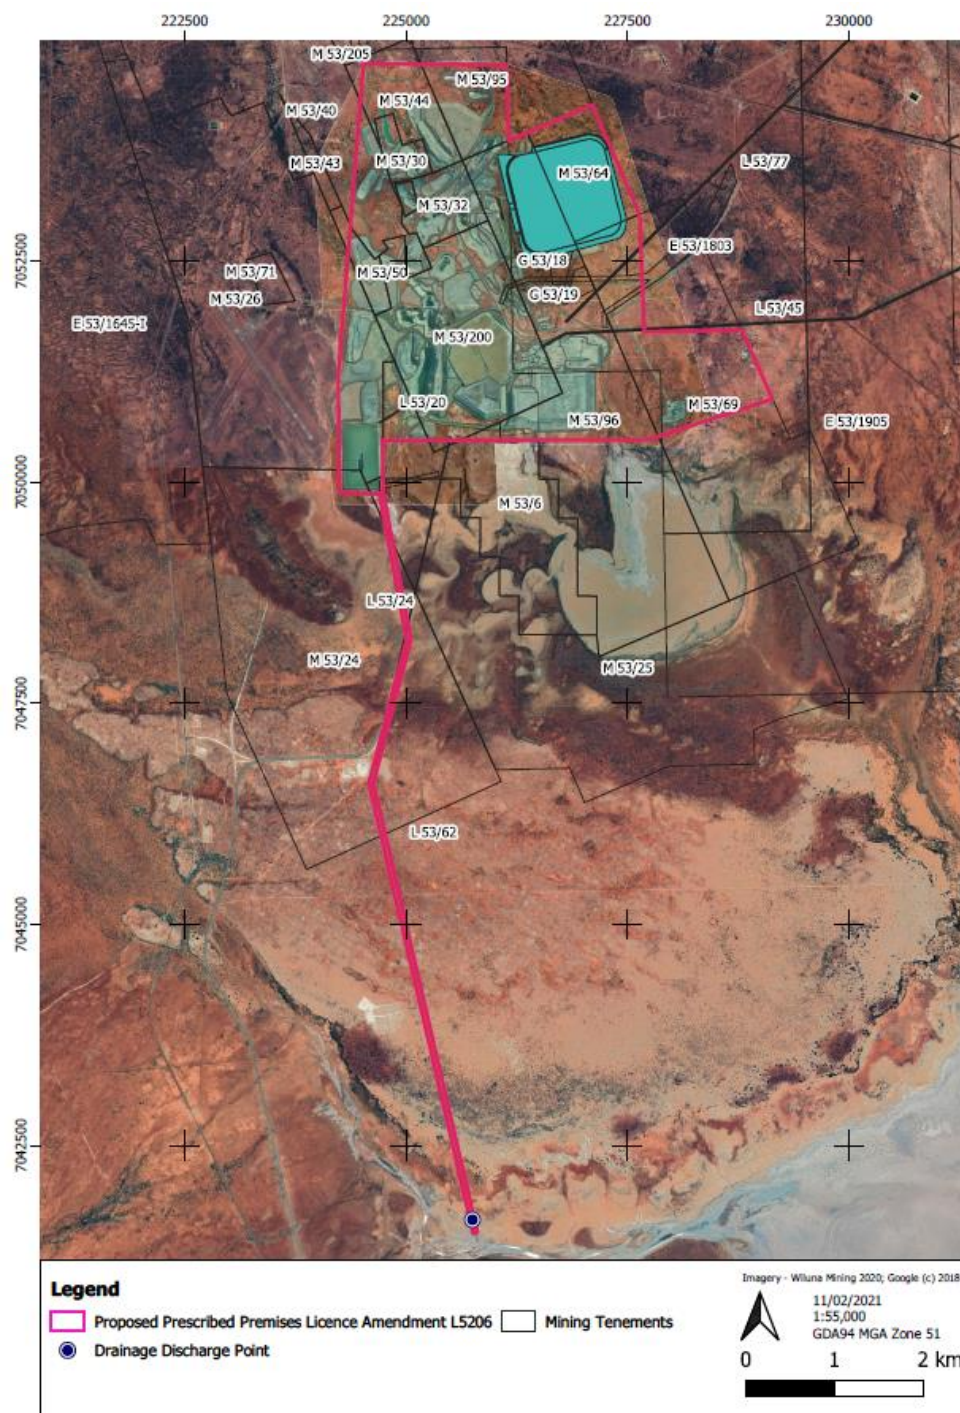 222500 225000 227500 230000
M 53/205
M 53/95
M 53/44
M 53/40
M 53/30
M 53/43
L 53/77
M 53/64
M 53/32
E 53/1803
7052500
G 53/18
M 53/50
M 53/71
G 53/19
M 53/26
L 53/45
E 53/1645-I
M 53/200
L 53/20
M 53/69
M 53/96
E 53/1905
7050000
M 53/6
L 53/24
M 53/24
M 53/25
7047500
L 53/62
7045000
7042500
Legend
Proposed Prescribed Premises Licence Amendment L5206
Mining Tenements
Drainage Discharge Point
Imagery - Wiluna Mining 2020; Google (c) 2018
11/02/2021
1:55,000
GDA94 MGA Zone 51
0 1 2 km